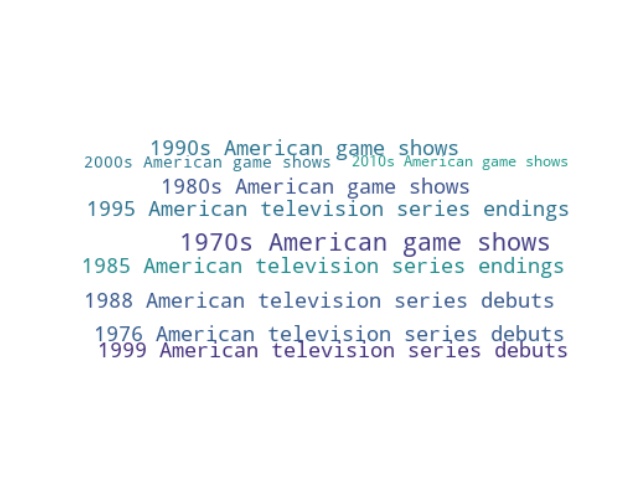 1990s American game shows
2000s American game shows
2010s American game shows
1980s American game shows
1995 American television series endings
1970s American game shows
1985 American television series endings
1988 American television series debuts
1976 American television series debuts
1999 American television series debuts